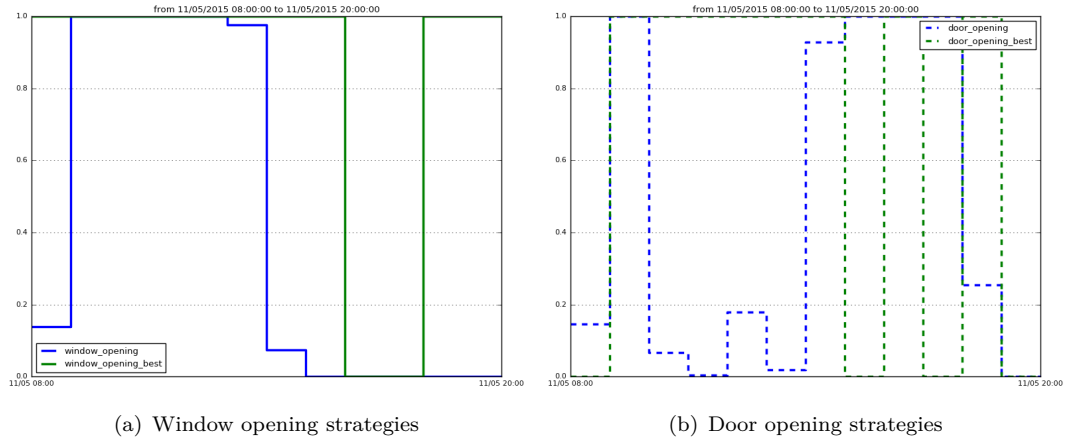 from 11/05/2015 08:00:00 to 11/05/2015 20:00:00
1.0
0.8
0.6
0.4
0.2
0.0
window_opening
window_opening_best
11/05 08:00
11/05 20:00
(a) Window opening strategies
from 11/05/2015 08:00:00 to 11/05/2015 20:00:00
1.0
0.8
0.6
0.4
0.2
0.0
door_opening
door_opening_best
11/05 08:00
11/05 20:00
(b) Door opening strategies